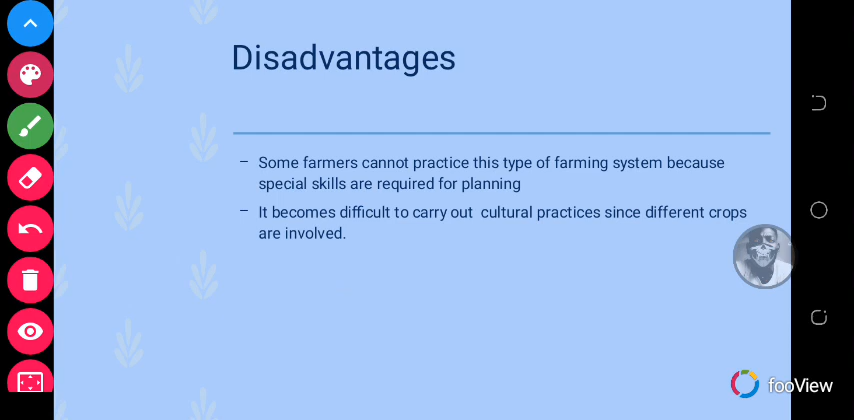 Disadvantages
– Some farmers cannot practice this type of farming system because
special skills are required for planning
– It becomes difficult to carry out  cultural practices since different crops
are involved.
fooView